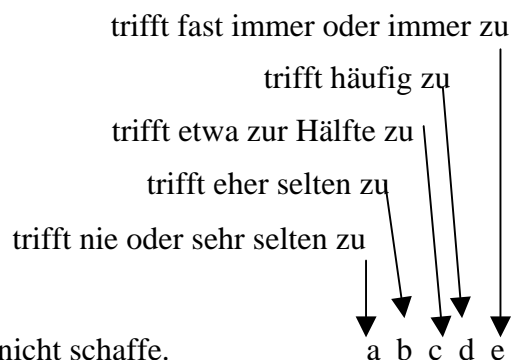 trifft fast immer oder immer zu
trifft häufig zu
trifft etwa zur Hälfte zu
trifft eher selten zu
trifft nie oder sehr selten zu
nicht schaffe. a b c d e